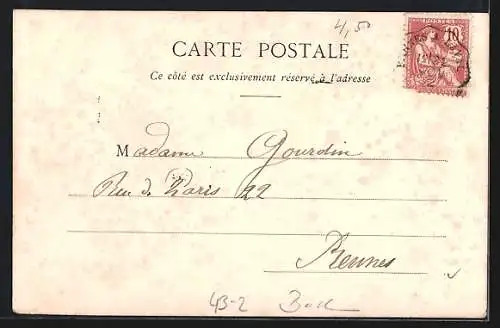 4,50
POSTES
10
CARTE POSTALE
Ce côté est exclusivement réservé à l'adresse
Madame Gourdin
Rue de Paris 22
Rennes
43-2